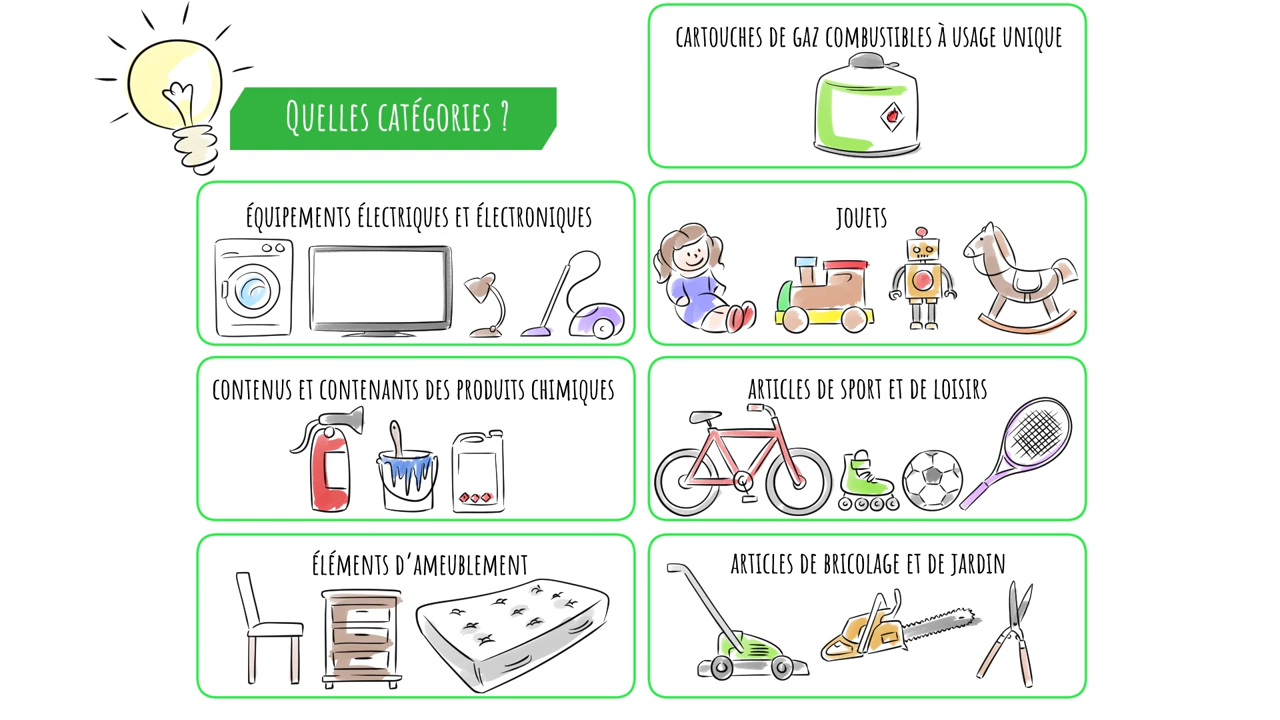 QUELLES CATÉGORIES ?
CARTOUCHES DE GAZ COMBUSTIBLES À USAGE UNIQUE
ÉQUIPEMENTS ÉLECTRIQUES ET ÉLECTRONIQUES
JOUETS
CONTENUS ET CONTENANTS DES PRODUITS CHIMIQUES
ARTICLES DE SPORT ET DE LOISIRS
ÉLÉMENTS D'AMEUBLEMENT
ARTICLES DE BRICOLAGE ET DE JARDIN